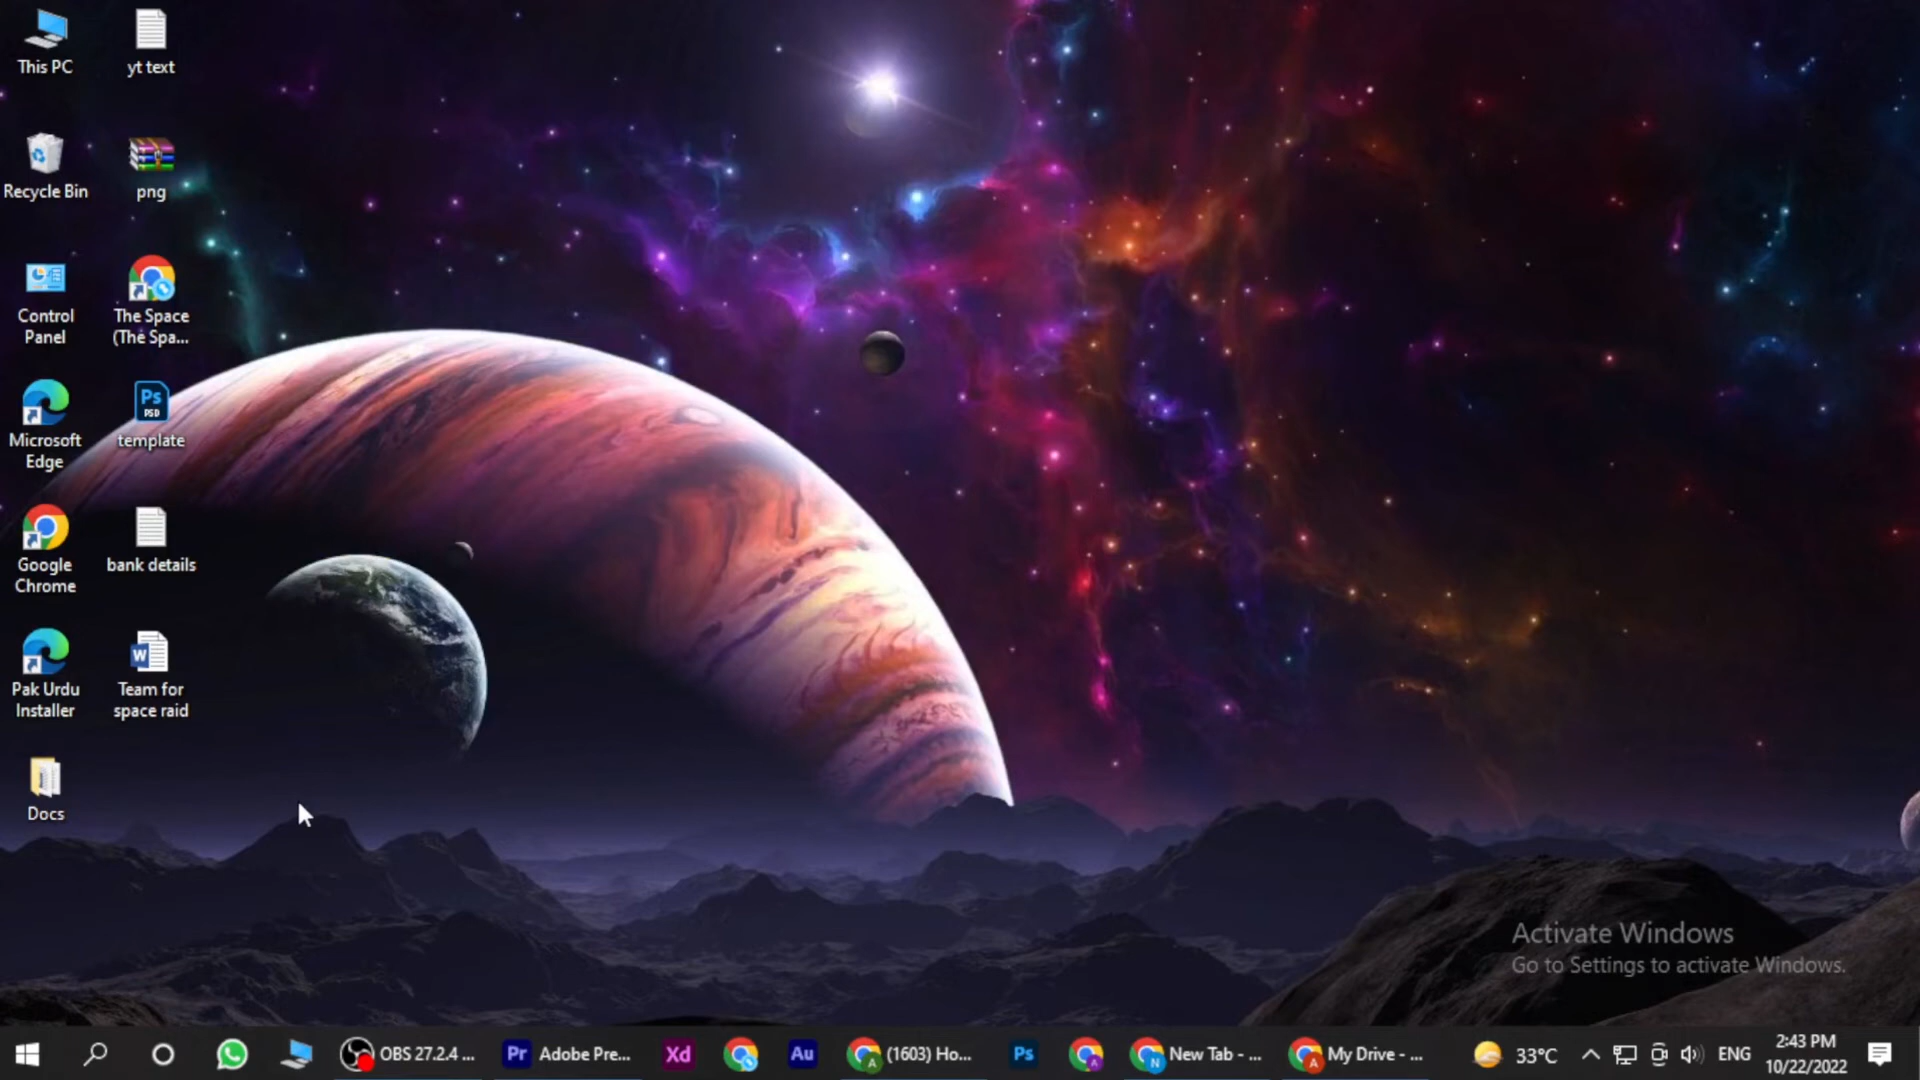 This PC
yt text
Recycle Bin
png
Control
Panel
The Space
(The Spa...
Microsoft
Edge
Ps
PSD
template
Google
Chrome
bank details
Pak Urdu
Installer
W
Team for
space raid
Docs
Activate Windows
Go to Settings to activate Windows.
OBS 27.2.4 ...
Pr
Adobe Pre...
Xd
Au
A
(1603) Ho...
Ps
A
N
New Tab - ...
A
My Drive - ...
33°C
ENG
2:43 PM
10/22/2022